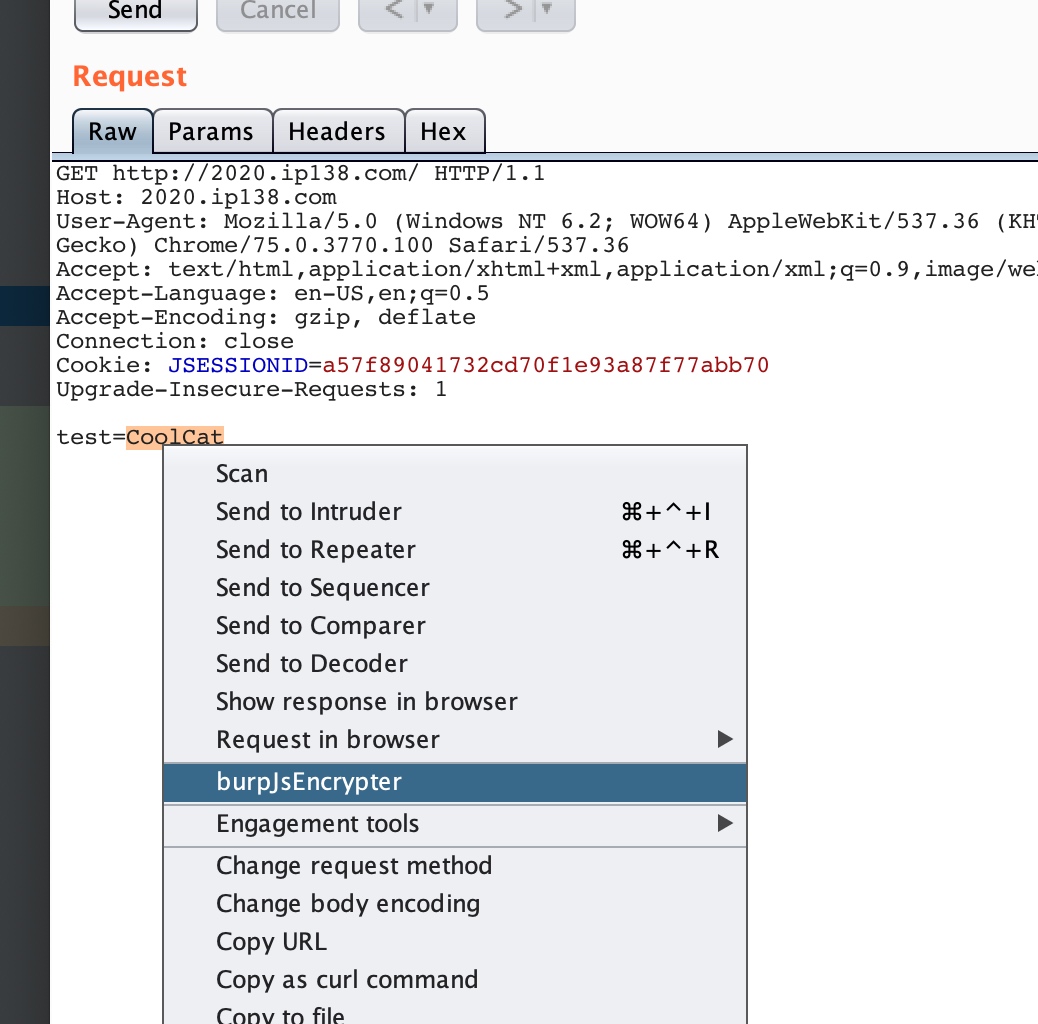 Send Cancel < ▼ > ▼
Request
Raw Params Headers Hex
GET http://2020.ip138.com/ HTTP/1.1
Host: 2020.ip138.com
User-Agent: Mozilla/5.0 (Windows NT 6.2; WOW64) AppleWebKit/537.36 (KH
Gecko) Chrome/75.0.3770.100 Safari/537.36
Accept: text/html,application/xhtml+xml,application/xml;q=0.9,image/we
Accept-Language: en-US,en;q=0.5
Accept-Encoding: gzip, deflate
Connection: close
Cookie: JSESSIONID=a57f89041732cd70f1e93a87f77abb70
Upgrade-Insecure-Requests: 1
test=CoolCat
Scan
Send to Intruder ⌘+^+I
Send to Repeater ⌘+^+R
Send to Sequencer
Send to Comparer
Send to Decoder
Show response in browser
Request in browser ▶
burpJsEncrypter
Engagement tools ▶
Change request method
Change body encoding
Copy URL
Copy as curl command
Copy to file